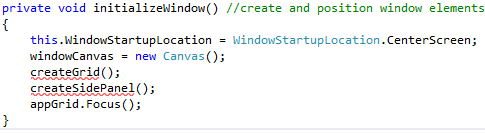 private void initializeWindow() //create and position window elements
{
    this.WindowStartupLocation = WindowStartupLocation.CenterScreen;
    windowCanvas = new Canvas();
    createGrid();
    createSidePanel();
    appGrid.Focus();
}